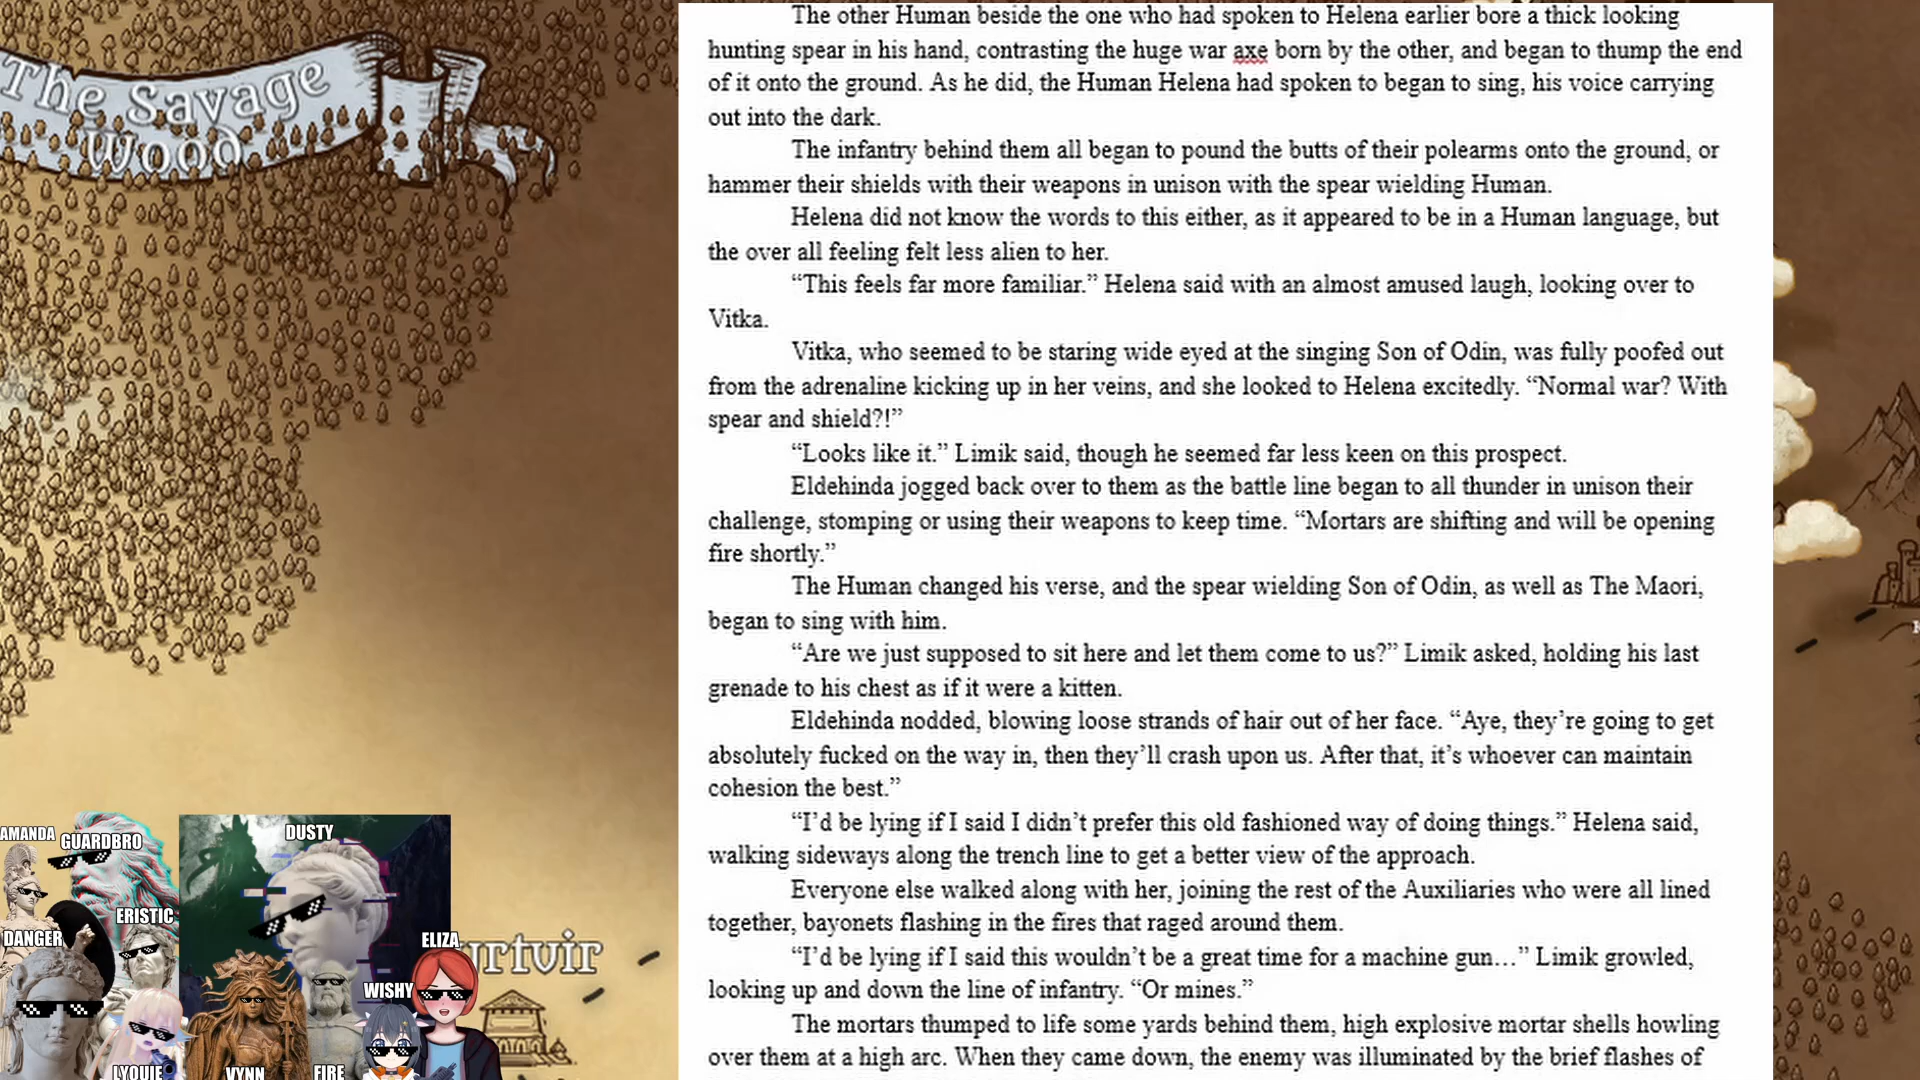 The Savage
Wood
The other Human beside the one who had spoken to Helena earlier bore a thick looking
hunting spear in his hand, contrasting the huge war axe born by the other, and began to thump the end
of it onto the ground. As he did, the Human Helena had spoken to began to sing, his voice carrying
out into the dark.
The infantry behind them all began to pound the butts of their polearms onto the ground, or
hammer their shields with their weapons in unison with the spear wielding Human.
Helena did not know the words to this either, as it appeared to be in a Human language, but
the over all feeling felt less alien to her.
“This feels far more familiar.” Helena said with an almost amused laugh, looking over to
Vitka.
Vitka, who seemed to be staring wide eyed at the singing Son of Odin, was fully poofed out
from the adrenaline kicking up in her veins, and she looked to Helena excitedly. “Normal war? With
spear and shield?!”
“Looks like it.” Limik said, though he seemed far less keen on this prospect.
Eldehinda jogged back over to them as the battle line began to all thunder in unison their
challenge, stomping or using their weapons to keep time. “Mortars are shifting and will be opening
fire shortly.”
The Human changed his verse, and the spear wielding Son of Odin, as well as The Maori,
began to sing with him.
“Are we just supposed to sit here and let them come to us?” Limik asked, holding his last
grenade to his chest as if it were a kitten.
Eldehinda nodded, blowing loose strands of hair out of her face. “Aye, they’re going to get
absolutely fucked on the way in, then they’ll crash upon us. After that, it’s whoever can maintain
cohesion the best.”
“I’d be lying if I said I didn’t prefer this old fashioned way of doing things.” Helena said,
walking sideways along the trench line to get a better view of the approach.
Everyone else walked along with her, joining the rest of the Auxiliaries who were all lined
together, bayonets flashing in the fires that raged around them.
“I’d be lying if I said this wouldn’t be a great time for a machine gun…” Limik growled,
looking up and down the line of infantry. “Or mines.”
The mortars thumped to life some yards behind them, high explosive mortar shells howling
over them at a high arc. When they came down, the enemy was illuminated by the brief flashes of
AMANDA
GUARDBRO
DUSTY
ERISTIC
DANGER
ELIZA
WISHY
LYQUIE
VYNN
FIRE